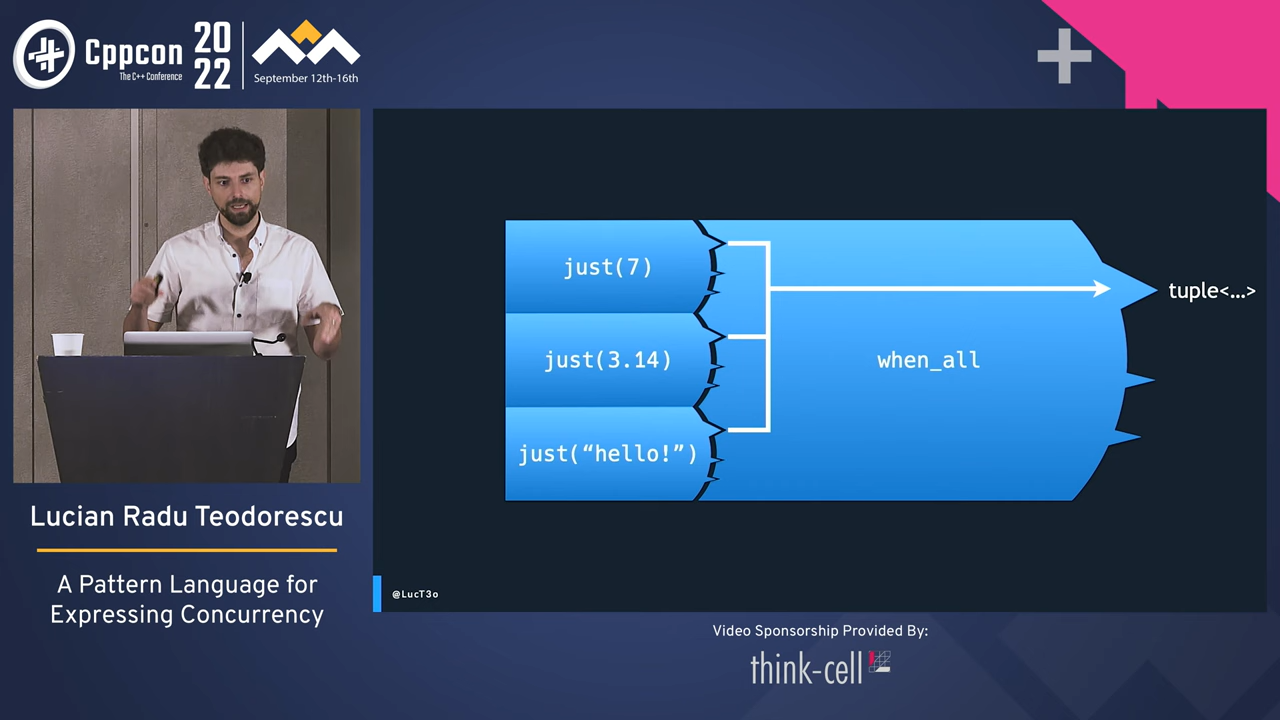 Cppcon
The C++ Conference
20
22
September 12th-16th
just(7)
just(3.14)
just(“hello!”)
when_all
tuple<...>
@LucT3o
Lucian Radu Teodorescu
A Pattern Language for
Expressing Concurrency
Video Sponsorship Provided By:
think-cell